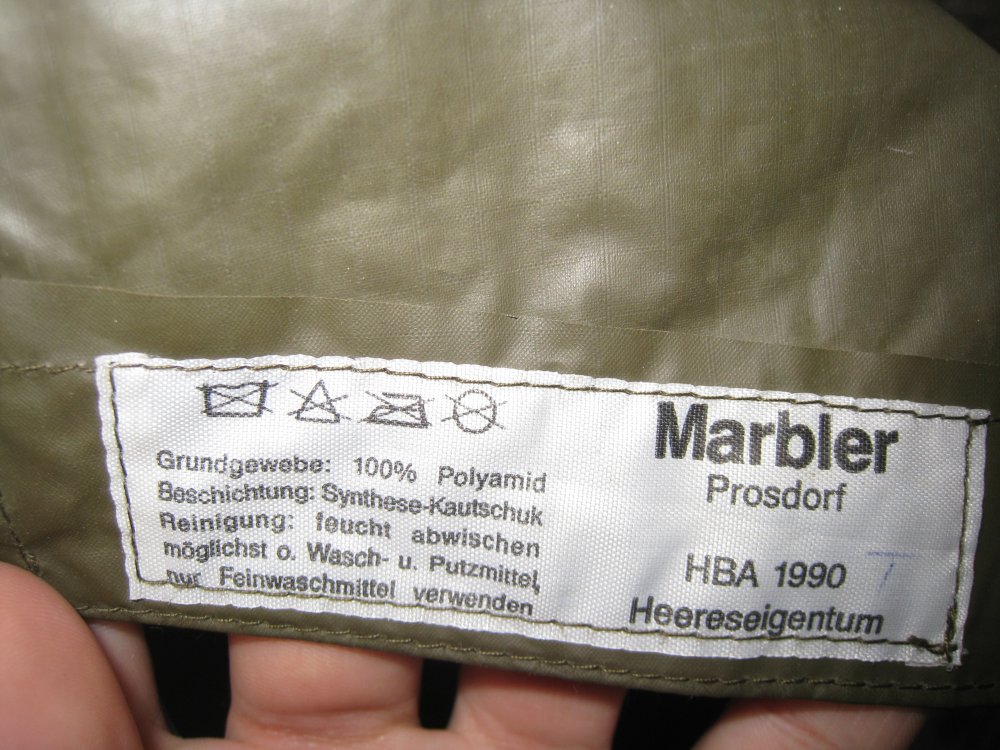 Grundgewebe: 100% Polyamid
Beschichtung: Synthese-Kautschuk
Reinigung: feucht abwischen
möglichst o. Wasch- u. Putzmittel,
nur Feinwaschmittel verwenden
Marbler
Prosdorf
HBA 1990
Heereseigentum